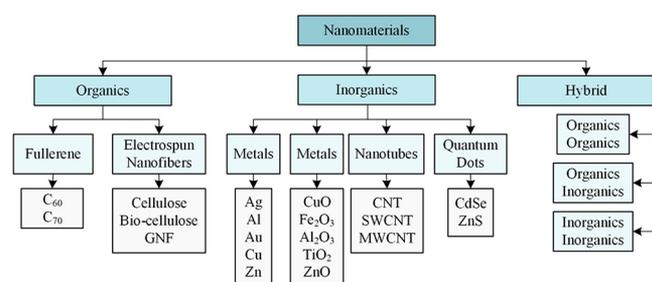 Nanomaterials
Organics
Inorganics
Hybrid
Fullerene
Electrospun
Nanofibers
Metals
Metals
Nanotubes
Quantum
Dots
Organics
Organics
Organics
Inorganics
Inorganics
Inorganics
C₆₀
C₇₀
Cellulose
Bio-cellulose
GNF
Ag
Al
Au
Cu
Zn
CuO
Fe₂O₃
Al₂O₃
TiO₂
ZnO
CNT
SWCNT
MWCNT
CdSe
ZnS